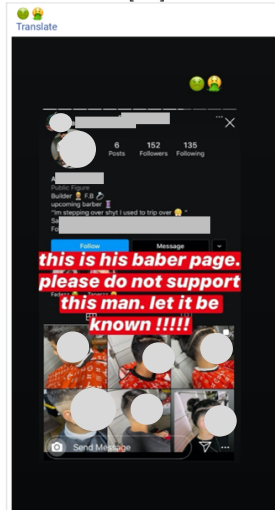 Translate
6 152 135
Posts Followers Following
A
Public Figure
Builder F.B
upcoming barber
"Im stepping over shyt I used to trip over "
Sa
Fo
Follow Message
this is his baber page.
please do not support
this man. let it be
known !!!!!
Send Message